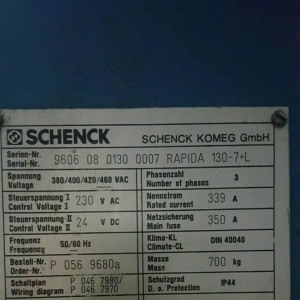 SCHENCK SCHENCK KOMEG GmbH
Serien-Nr.
Serial-Nr. 9606 08 0130 0007 RAPIDA 130-7+L
Spannung
Voltage 380/400/420/460 VAC
Phasenzahl
Number of phases 3
Steuerspannung I
Control Voltage I 230 V AC
Nennstrom
Rated current 339 A
Steuerspannung II
Control Voltage II 24 V DC
Netzsicherung
Main fuse 350 A
Frequenz
Frequency 50/60 Hz
Klima-KL
Climate-CL DIN 40040
Bestell-Nr.
Order-Nr. P 056 9680a
Masse
Mass 700 kg
Schaltplan P 046 7980/
Wiring diagram P 046 7970
Schutzgrad
D. o. Protection IP44